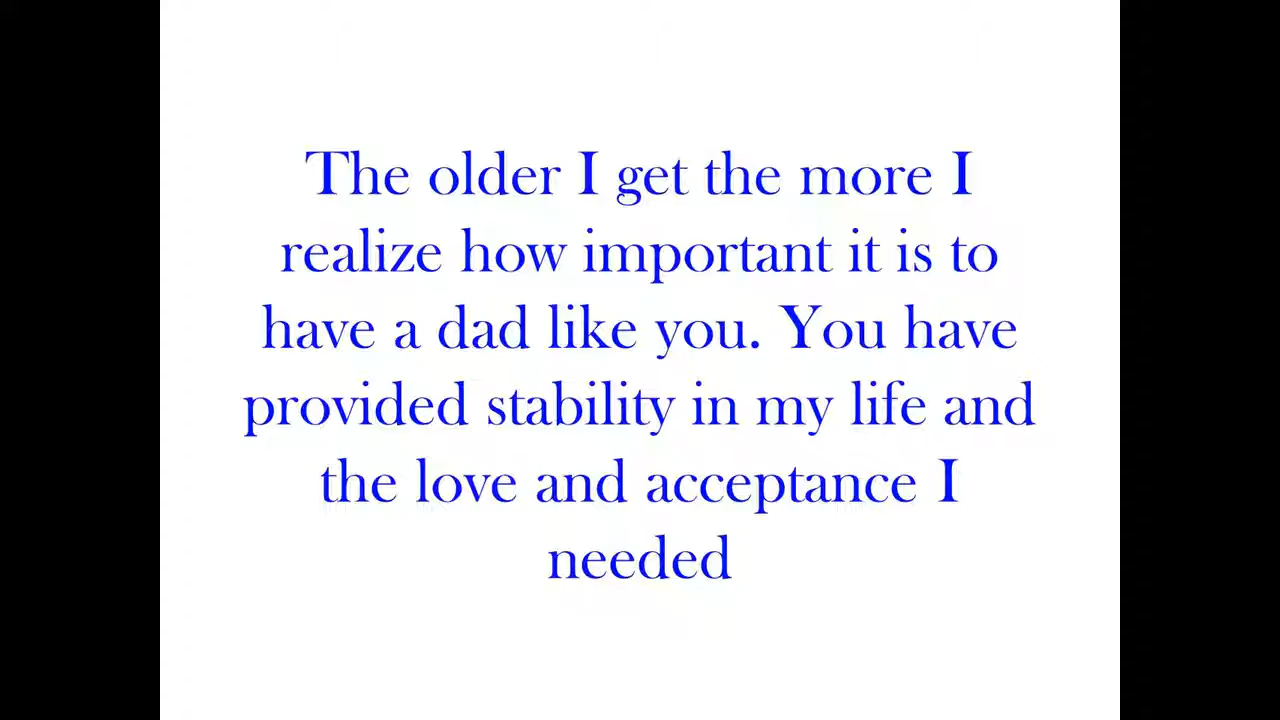 The older I get the more I
realize how important it is to
have a dad like you. You have
provided stability in my life and
the love and acceptance I
needed